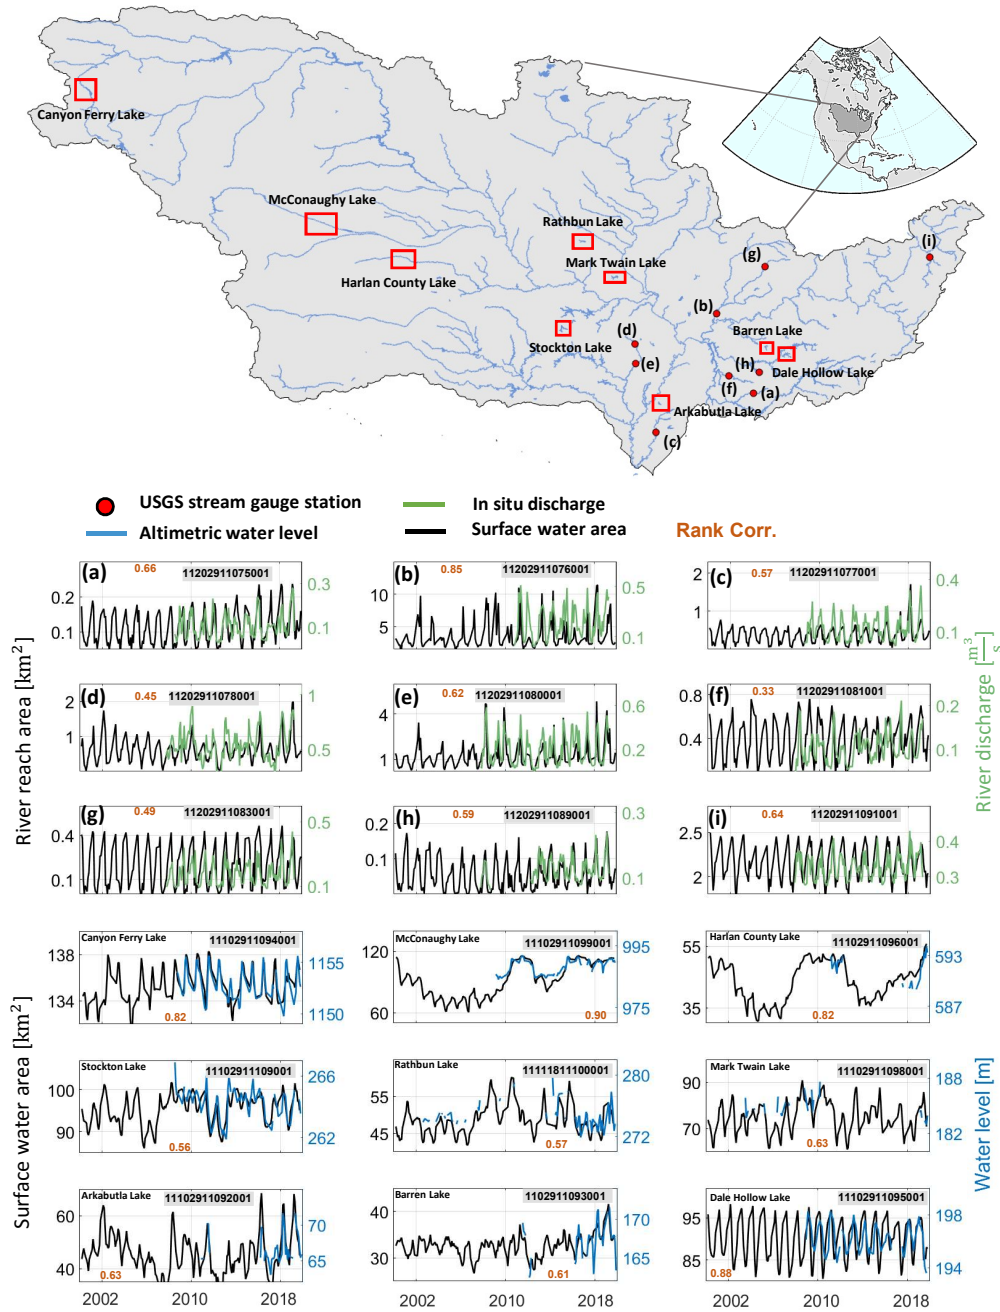 Canyon Ferry Lake
McConaughy Lake
Harlan County Lake
Rathbun Lake
Mark Twain Lake
Stockton Lake
(d)
(e)
(b)
(g)
(i)
Barren Lake
Dale Hollow Lake
(h)
(f)
(a)
Arkabutla Lake
(c)
USGS stream gauge station
In situ discharge
Altimetric water level
Surface water area
Rank Corr.
River reach area [km²]
River discharge [m³/s]
(a) 0.66 11202911075001
0.2 0.1 0.3 0.1
(b) 0.85 11202911076001
10 5 0.5 0.1
(c) 0.57 11202911077001
2 1 0.4 0.1
(d) 0.45 11202911078001
2 1 1 0.5
(e) 0.62 11202911080001
4 1 0.6 0.2
(f) 0.33 11202911081001
0.8 0.4 0.2 0.1
(g) 0.49 11202911083001
0.4 0.1 0.5 0.1
(h) 0.59 11202911089001
0.2 0.1 0.3 0.1
(i) 0.64 11202911091001
2.5 2 0.4 0.3
Surface water area [km²]
Water level [m]
Canyon Ferry Lake 11102911094001
138 134 1155 1150
0.82
McConaughy Lake 11102911099001
120 90 60 995 975
0.90
Harlan County Lake 11102911096001
55 35 593 587
0.82
Stockton Lake 11102911109001
100 90 266 262
0.56
Rathbun Lake 11111811100001
55 45 280 272
0.57
Mark Twain Lake 11102911098001
90 70 188 182
0.63
Arkabutla Lake 11102911092001
60 40 70 65
0.63
Barren Lake 1102911093001
40 30 170 165
0.61
Dale Hollow Lake 11102911095001
95 85 198 194
0.88
2002 2010 2018
2002 2010 2018
2002 2010 2018